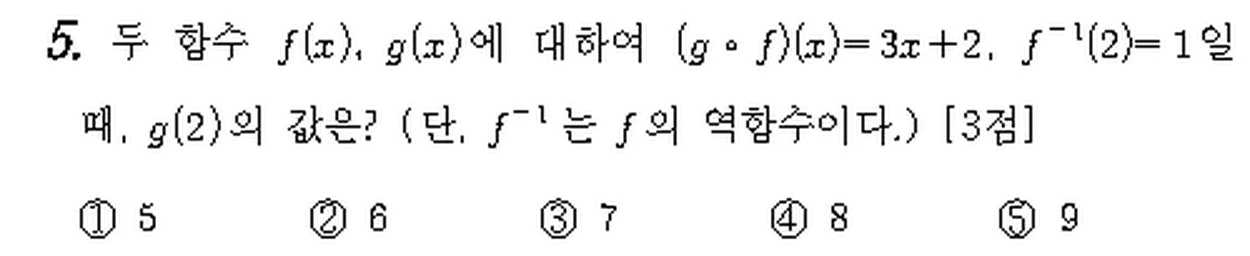 5. 두 함수 f(x), g(x)에 대하여 (g∘f)(x)=3x+2, f⁻¹(2)=1일
때, g(2)의 값은? (단, f⁻¹는 f의 역함수이다.) [3점]
① 5 ② 6 ③ 7 ④ 8 ⑤ 9